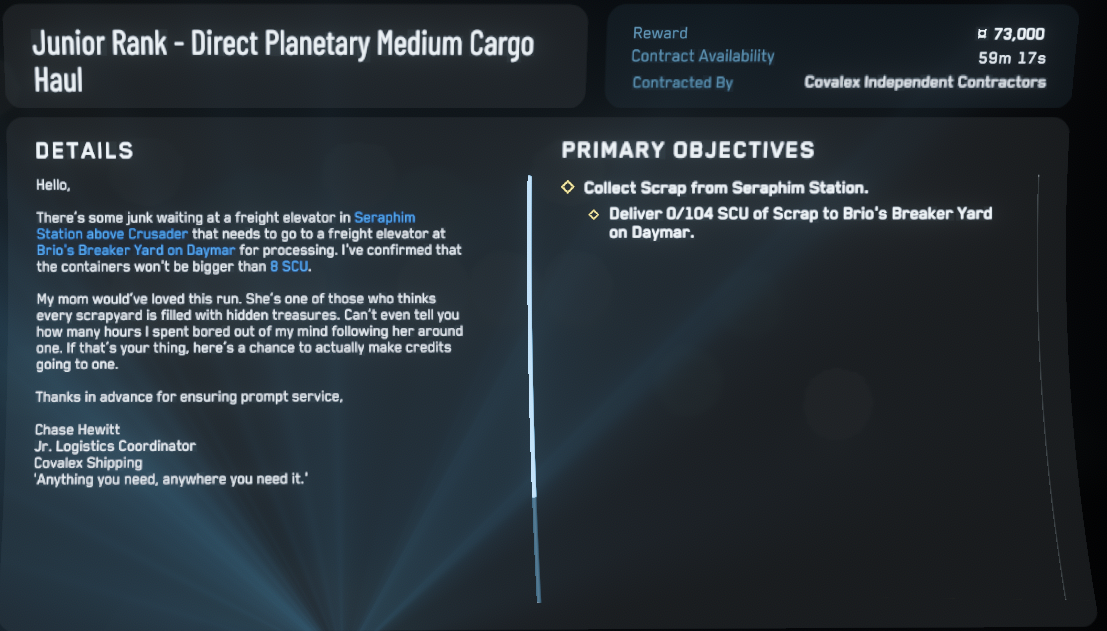 Junior Rank - Direct Planetary Medium Cargo
Haul
Reward ¤ 73,000
Contract Availability 59m 17s
Contracted By Covalex Independent Contractors
DETAILS
Hello,
There's some junk waiting at a freight elevator in Seraphim
Station above Crusader that needs to go to a freight elevator at
Brio's Breaker Yard on Daymar for processing. I've confirmed that
the containers won't be bigger than 8 SCU.
My mom would've loved this run. She's one of those who thinks
every scrapyard is filled with hidden treasures. Can't even tell you
how many hours I spent bored out of my mind following her around
one. If that's your thing, here's a chance to actually make credits
going to one.
Thanks in advance for ensuring prompt service,
Chase Hewitt
Jr. Logistics Coordinator
Covalex Shipping
'Anything you need, anywhere you need it.'
PRIMARY OBJECTIVES
Collect Scrap from Seraphim Station.
Deliver 0/104 SCU of Scrap to Brio's Breaker Yard
on Daymar.